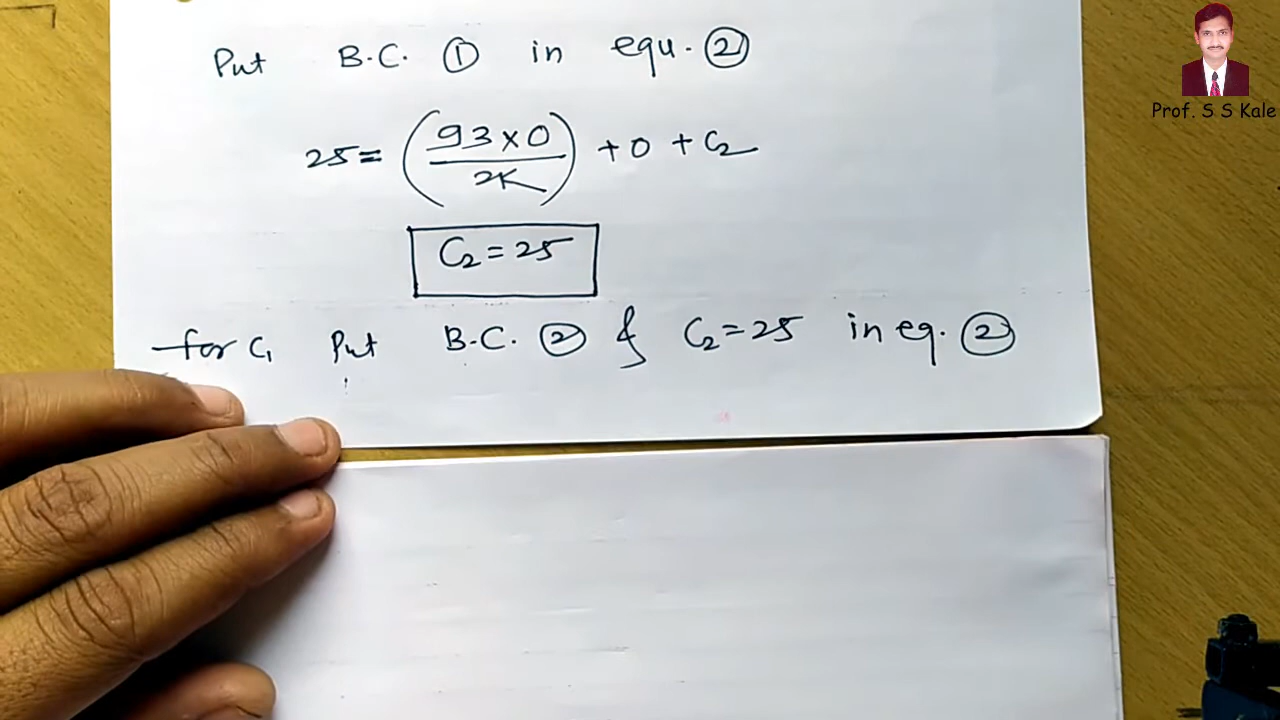 Put B.C. ① in equ. ②
25 = (93×0/2K) + 0 + C₂
C₂ = 25
for C₁ Put B.C. ② & C₂ = 25 in eq. ②
Prof. S S Kale